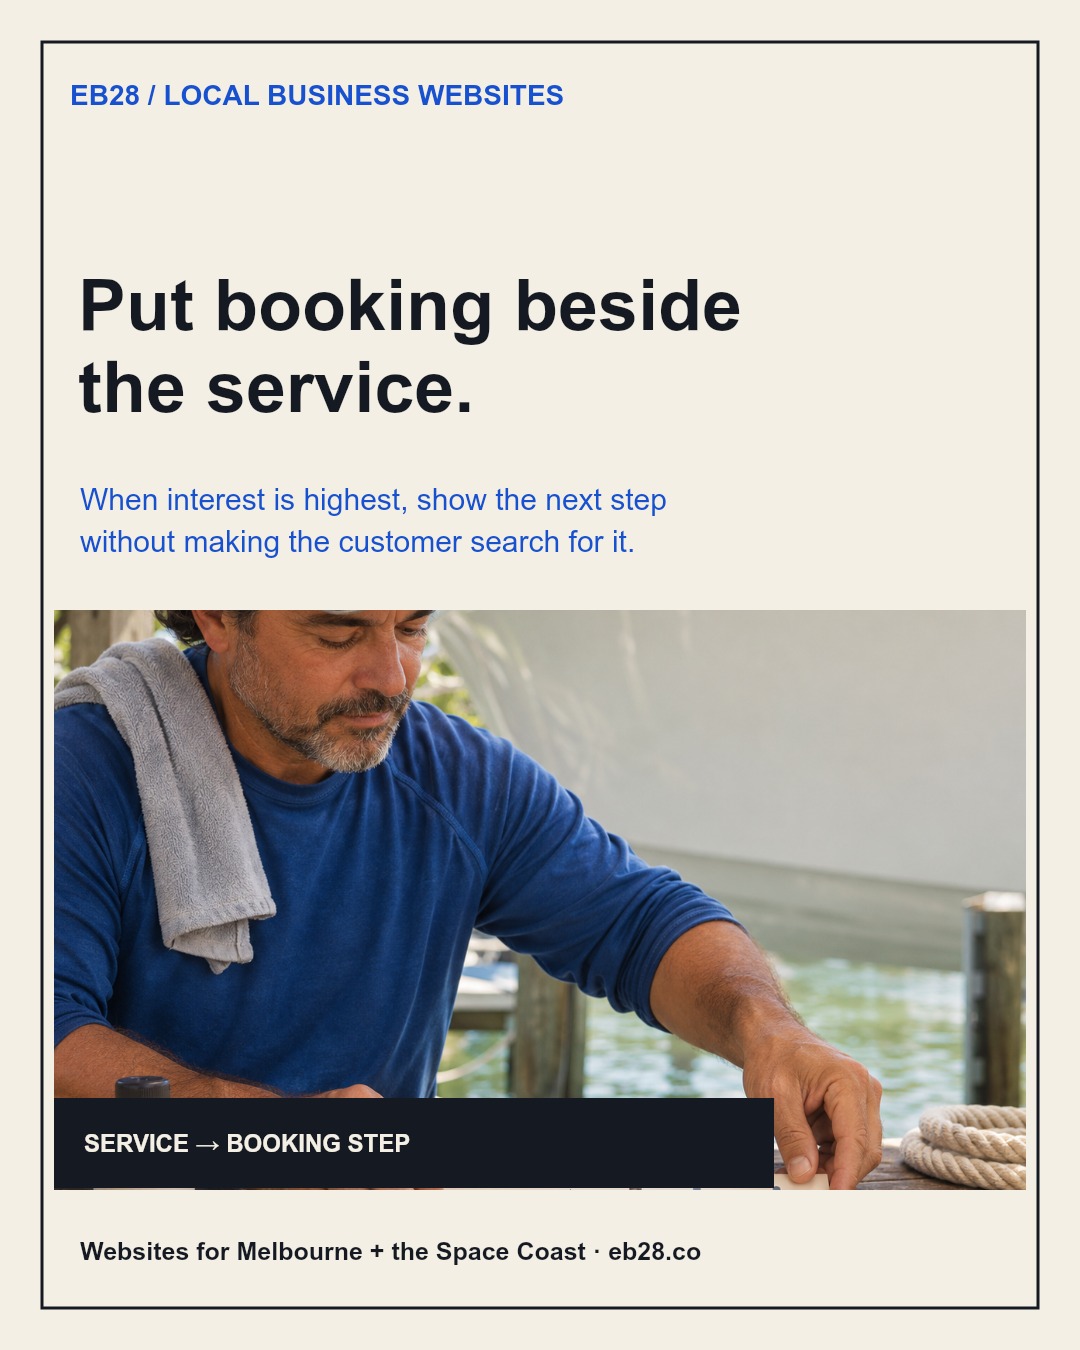 EB28 / LOCAL BUSINESS WEBSITES
Put booking beside
the service.
When interest is highest, show the next step
without making the customer search for it.
SERVICE → BOOKING STEP
Websites for Melbourne + the Space Coast · eb28.co